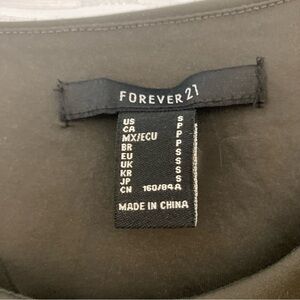 FOREVER 21
US S
CA P
MX/ECU P
BR P
EU S
UK S
KR S
JP S
CN 160/84A
MADE IN CHINA